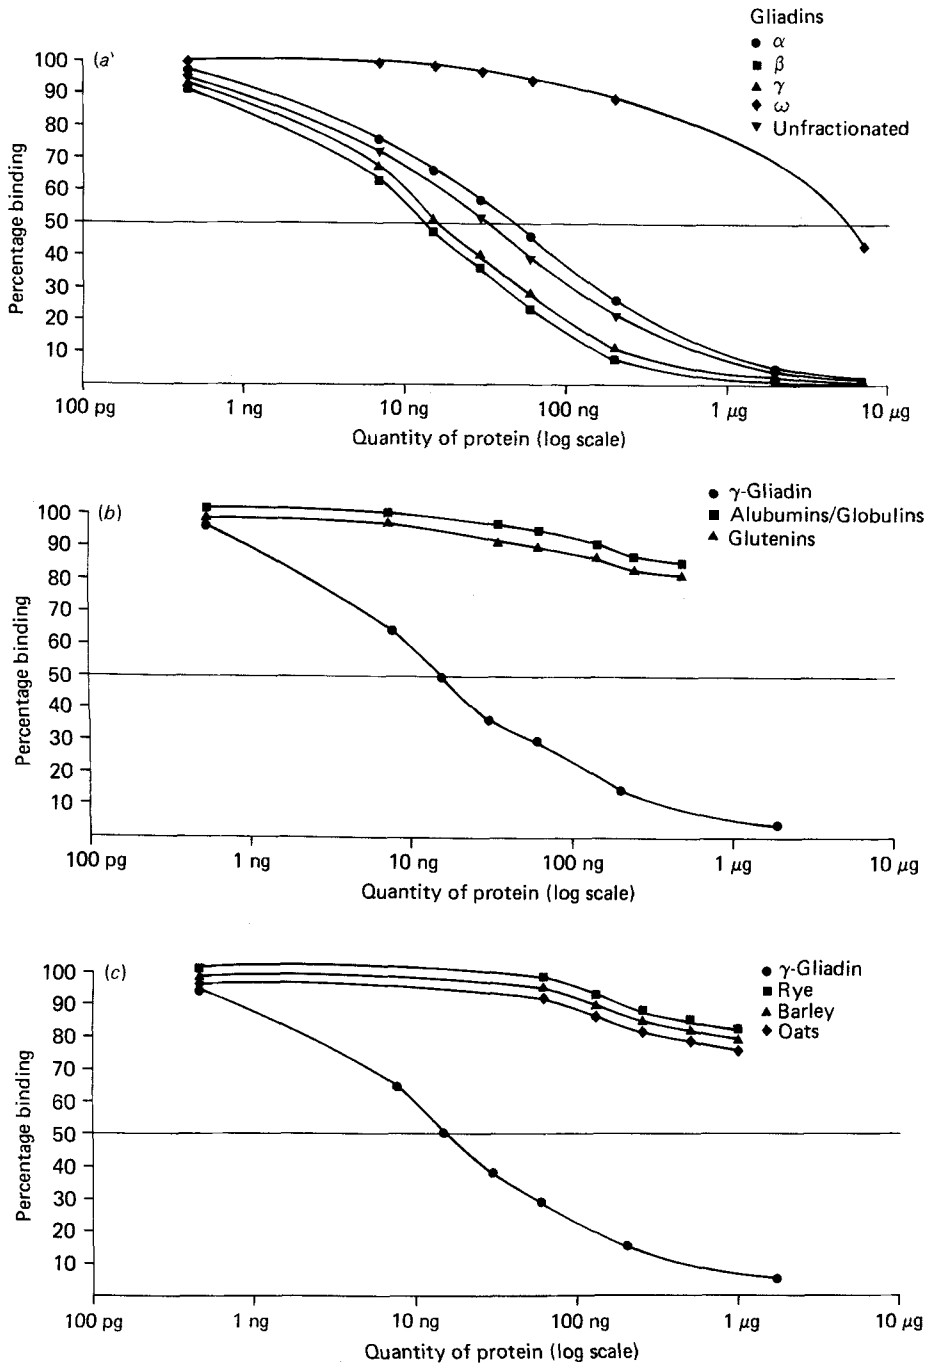 Gliadins
α
β
γ
ω
Unfractionated
(a)
100
90
80
70
60
50
40
30
20
10
Percentage binding
100 pg 1 ng 10 ng 100 ng 1 μg 10 μg
Quantity of protein (log scale)
γ-Gliadin
Alubumins/Globulins
Glutenins
(b)
100
90
80
70
60
50
40
30
20
10
Percentage binding
100 pg 1 ng 10 ng 100 ng 1 μg 10 μg
Quantity of protein (log scale)
γ-Gliadin
Rye
Barley
Oats
(c)
100
90
80
70
60
50
40
30
20
10
Percentage binding
100 pg 1 ng 10 ng 100 ng 1 μg 10 μg
Quantity of protein (log scale)